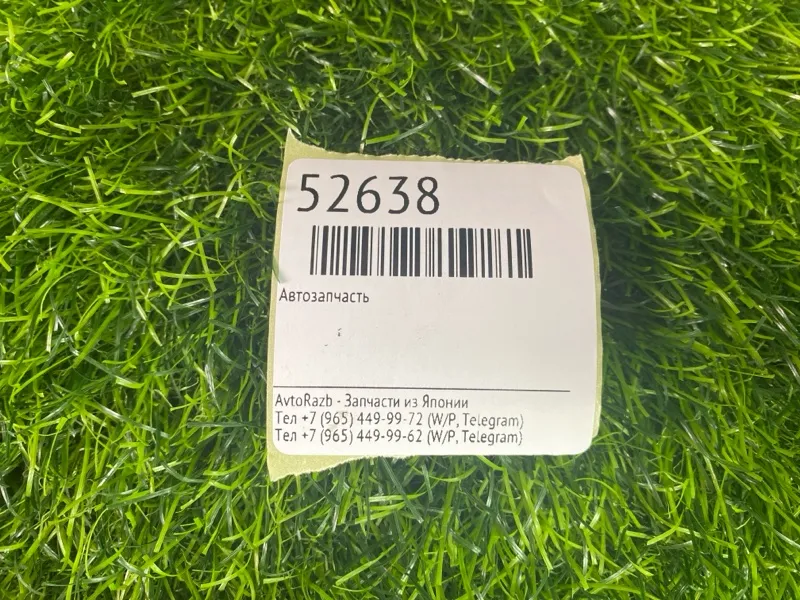 52638
Автозапчасть
AvtoRazb - Запчасти из Японии
Тел +7 (965) 449-99-72 (W/P, Telegram)
Тел +7 (965) 449-99-62 (W/P, Telegram)